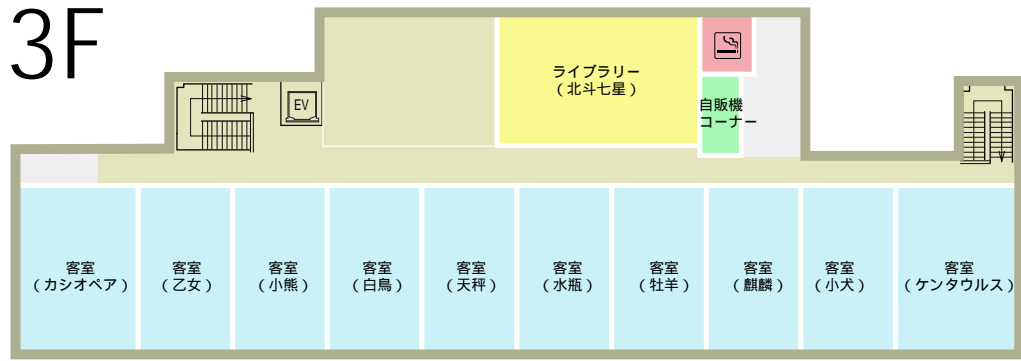 3F
ライブラリー
(北斗七星)
EV
自販機
コーナー
客室
(カシオペア)
客室
(乙女)
客室
(小熊)
客室
(白鳥)
客室
(天秤)
客室
(水瓶)
客室
(牡羊)
客室
(麒麟)
客室
(小犬)
客室
(ケンタウルス)